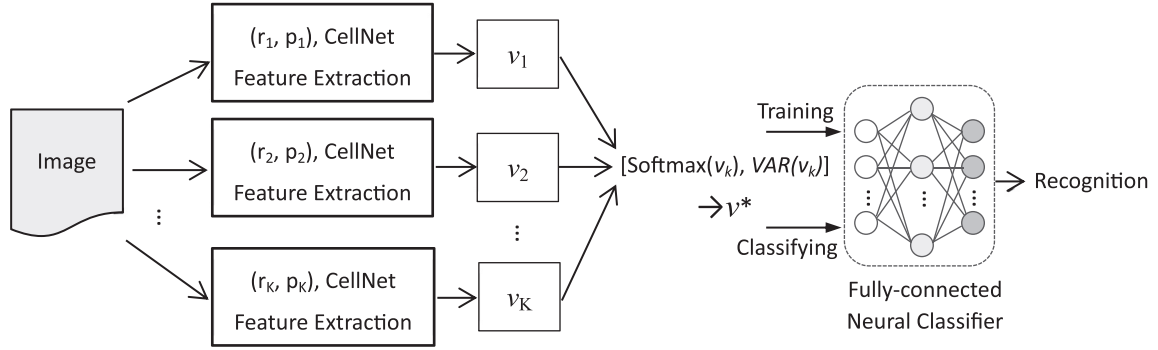 Image
(r1, p1), CellNet
Feature Extraction
v1
(r2, p2), CellNet
Feature Extraction
v2
⋮
⋮
(rK, pK), CellNet
Feature Extraction
vK
[Softmax(vk), VAR(vk)]
→v*
Training
Classifying
⋮ ⋮ ⋮
Fully-connected
Neural Classifier
Recognition